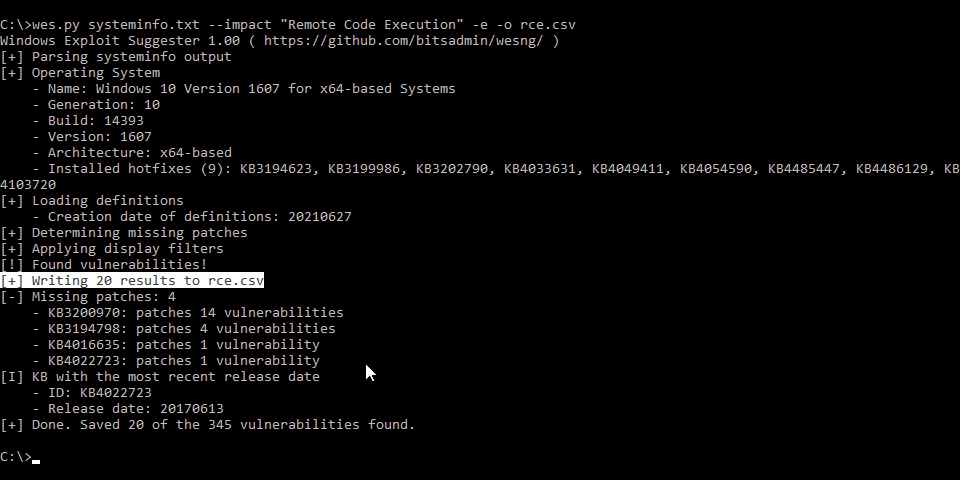 C:\>wes.py systeminfo.txt --impact "Remote Code Execution" -e -o rce.csv
Windows Exploit Suggester 1.00 ( https://github.com/bitsadmin/wesng/ )
[+] Parsing systeminfo output
[+] Operating System
    - Name: Windows 10 Version 1607 for x64-based Systems
    - Generation: 10
    - Build: 14393
    - Version: 1607
    - Architecture: x64-based
    - Installed hotfixes (9): KB3194623, KB3199986, KB3202790, KB4033631, KB4049411, KB4054590, KB4485447, KB4486129, KB
4103720
[+] Loading definitions
    - Creation date of definitions: 20210627
[+] Determining missing patches
[+] Applying display filters
[!] Found vulnerabilities!
[+] Writing 20 results to rce.csv
[-] Missing patches: 4
    - KB3200970: patches 14 vulnerabilities
    - KB3194798: patches 4 vulnerabilities
    - KB4016635: patches 1 vulnerability
    - KB4022723: patches 1 vulnerability
[I] KB with the most recent release date
    - ID: KB4022723
    - Release date: 20170613
[+] Done. Saved 20 of the 345 vulnerabilities found.
C:\>